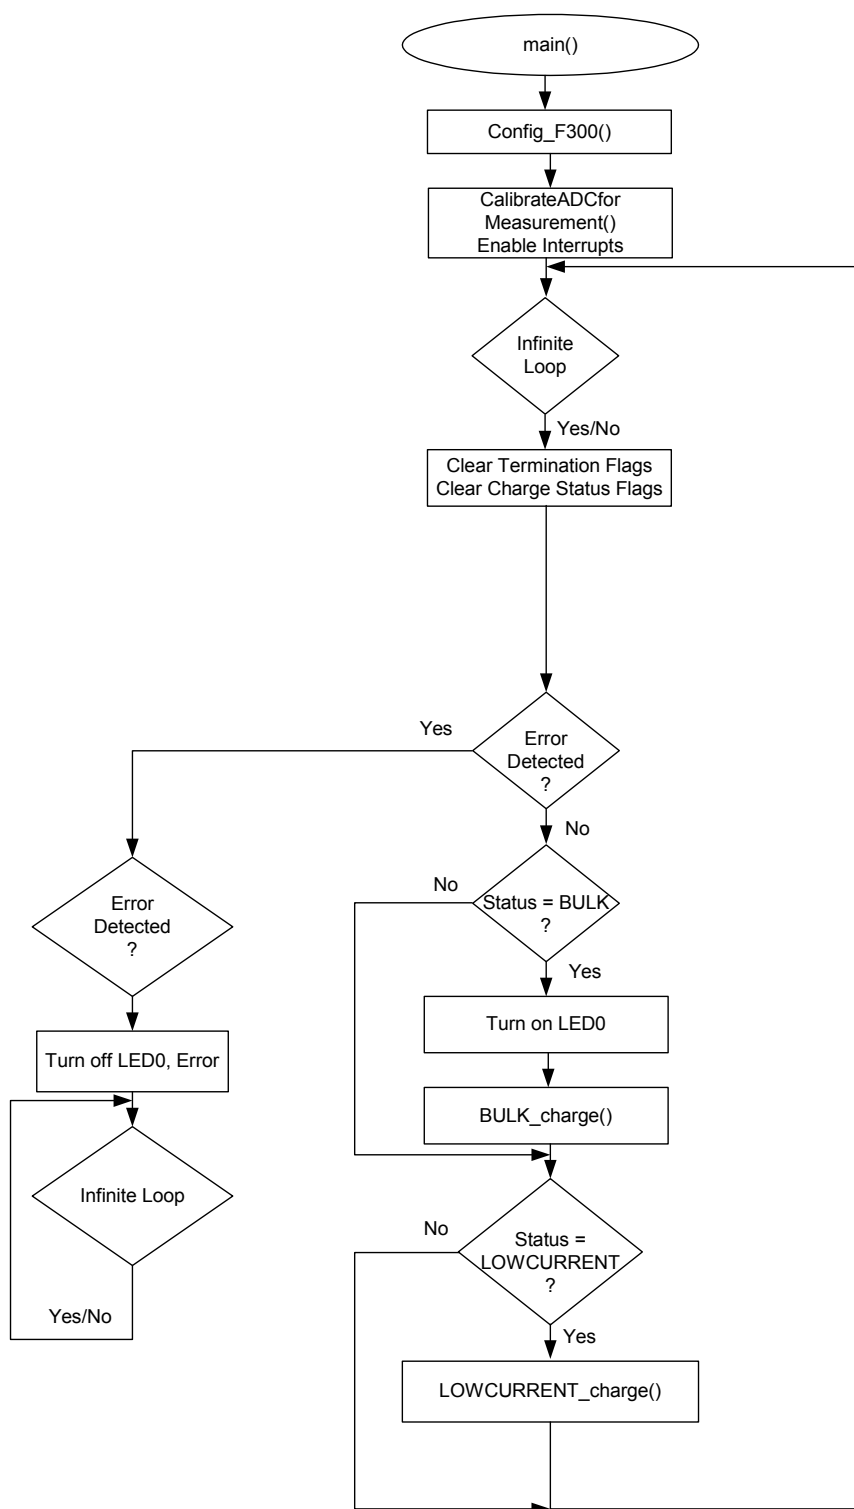 main()
Config_F300()
CalibrateADCfor
Measurement()
Enable Interrupts
Infinite
Loop
Yes/No
Clear Termination Flags
Clear Charge Status Flags
Yes
Error
Detected
?
No
Error
Detected
?
No
Status = BULK
?
Yes
Turn on LED0
Turn off LED0, Error
BULK_charge()
Infinite Loop
No
Status =
LOWCURRENT
?
Yes/No
Yes
LOWCURRENT_charge()